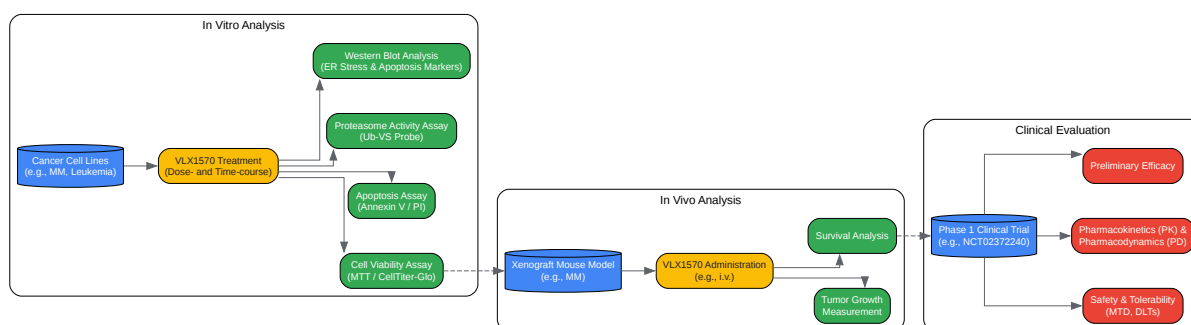 In Vitro Analysis
Western Blot Analysis
(ER Stress & Apoptosis Markers)
Proteasome Activity Assay
(Ub-VS Probe)
Cancer Cell Lines
(e.g., MM, Leukemia)
VLX1570 Treatment
(Dose- and Time-course)
Apoptosis Assay
(Annexin V / PI)
Cell Viability Assay
(MTT / CellTiter-Glo)
In Vivo Analysis
Xenograft Mouse Model
(e.g., MM)
VLX1570 Administration
(e.g., i.v.)
Survival Analysis
Tumor Growth
Measurement
Clinical Evaluation
Phase 1 Clinical Trial
(e.g., NCT02372240)
Preliminary Efficacy
Pharmacokinetics (PK) &
Pharmacodynamics (PD)
Safety & Tolerability
(MTD, DLTs)